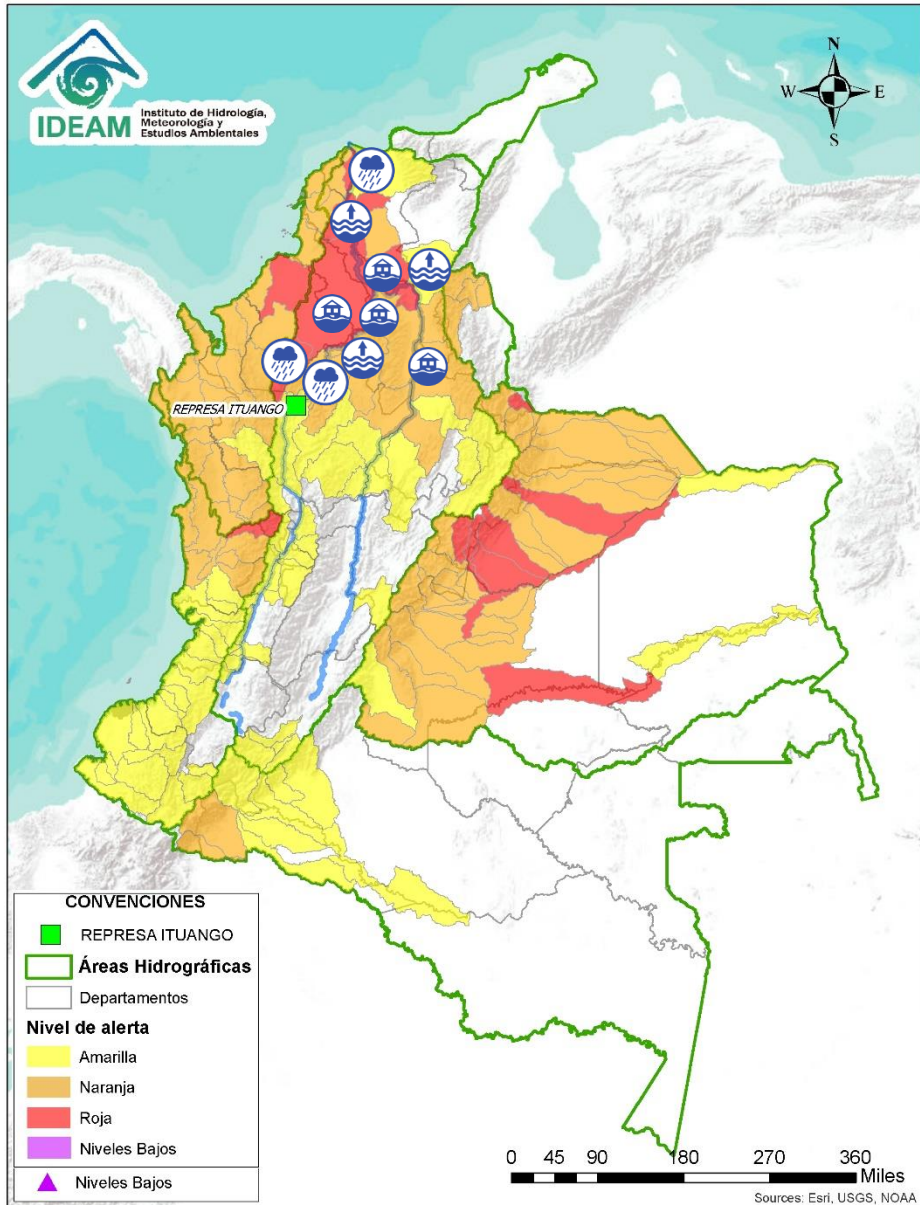 IDEAM
Instituto de Hidrología,
Meteorología y
Estudios Ambientales
N
W
E
S
REPRESA ITUANGO
CONVENCIONES
REPRESA ITUANGO
Áreas Hidrográficas
Departamentos
Nivel de alerta
Amarilla
Naranja
Roja
Niveles Bajos
Niveles Bajos
0 45 90 180 270 360
Miles
Sources: Esri, USGS, NOAA